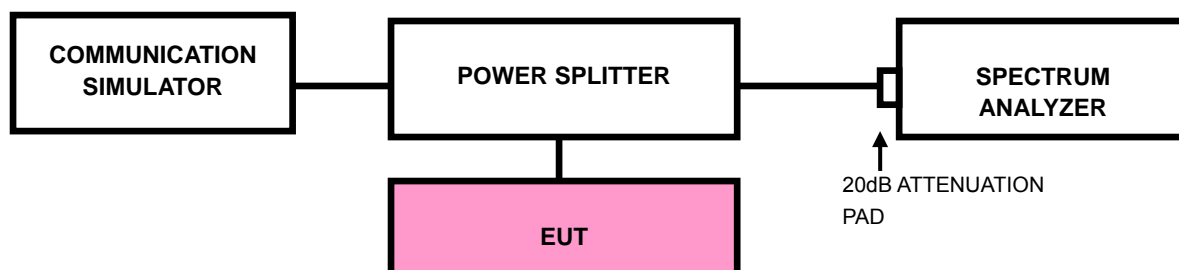 COMMUNICATION
SIMULATOR
POWER SPLITTER
SPECTRUM
ANALYZER
20dB ATTENUATION
PAD
EUT